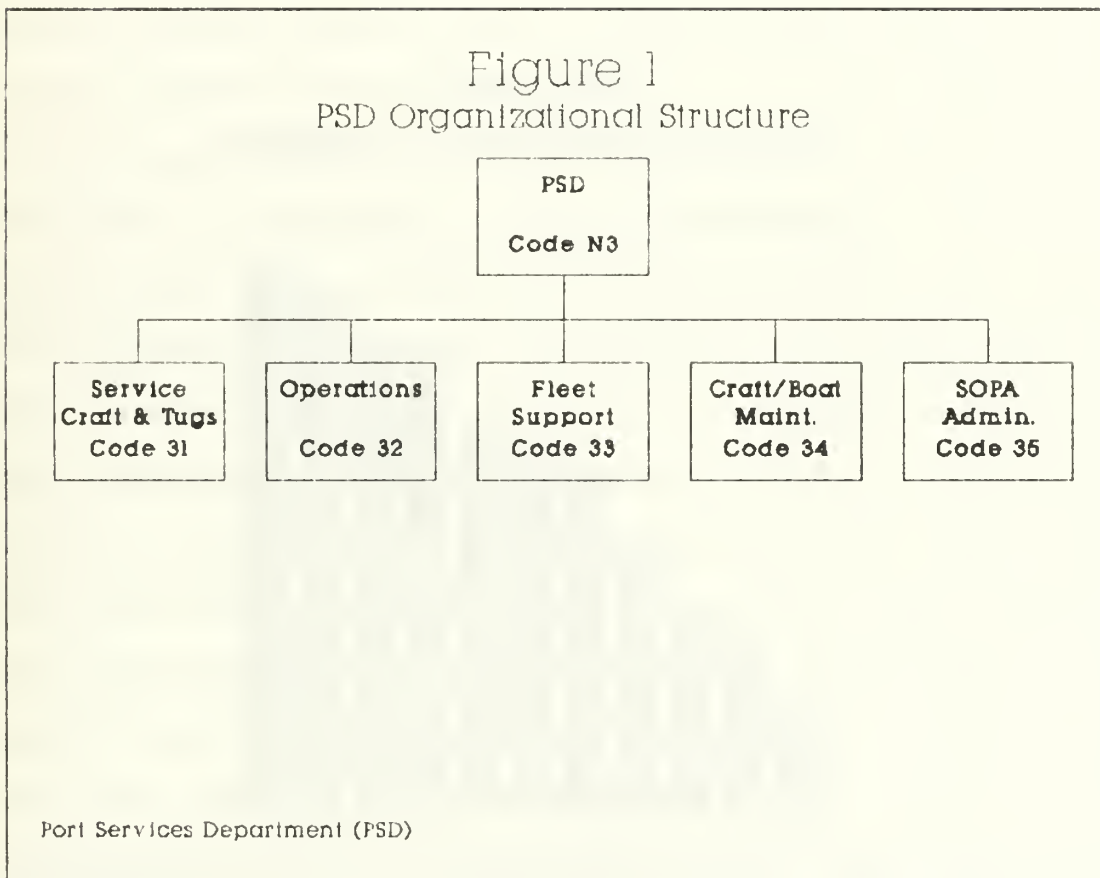 Figure 1
PSD Organizational Structure
PSD
Code N3
Service
Craft & Tugs
Code 31
Operations
Code 32
Fleet
Support
Code 33
Craft/Boat
Maint.
Code 34
SOPA
Admin.
Code 35
Port Services Department (PSD)